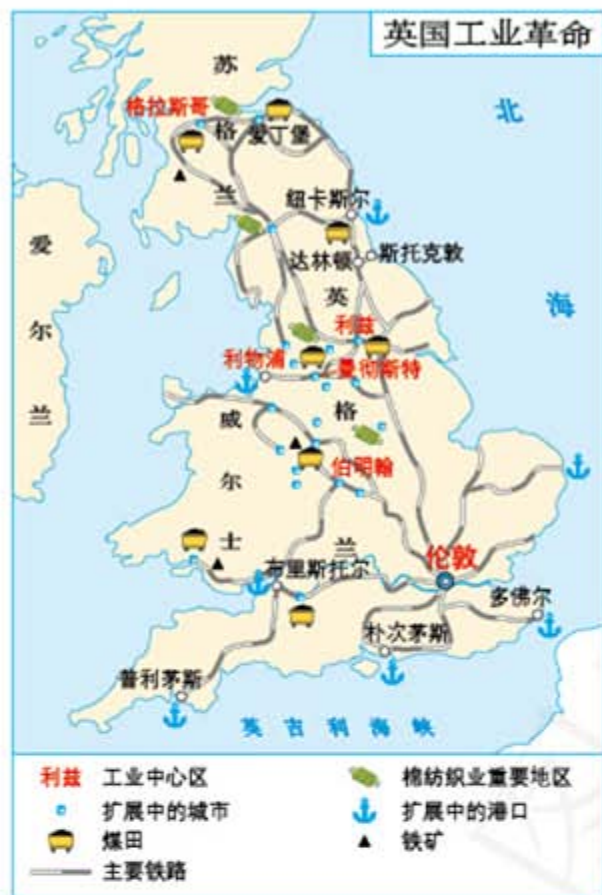 英国工业革命
苏格兰
北海
格拉斯哥
爱丁堡
纽卡斯尔
爱尔兰
达林顿
斯托克敦
英格兰
利兹
利物浦
曼彻斯特
威尔士
伯明翰
伦敦
布里斯托尔
多佛尔
朴次茅斯
普利茅斯
英吉利海峡
利兹 工业中心区
棉纺织业重要地区
扩展中的城市
扩展中的港口
煤田
铁矿
主要铁路